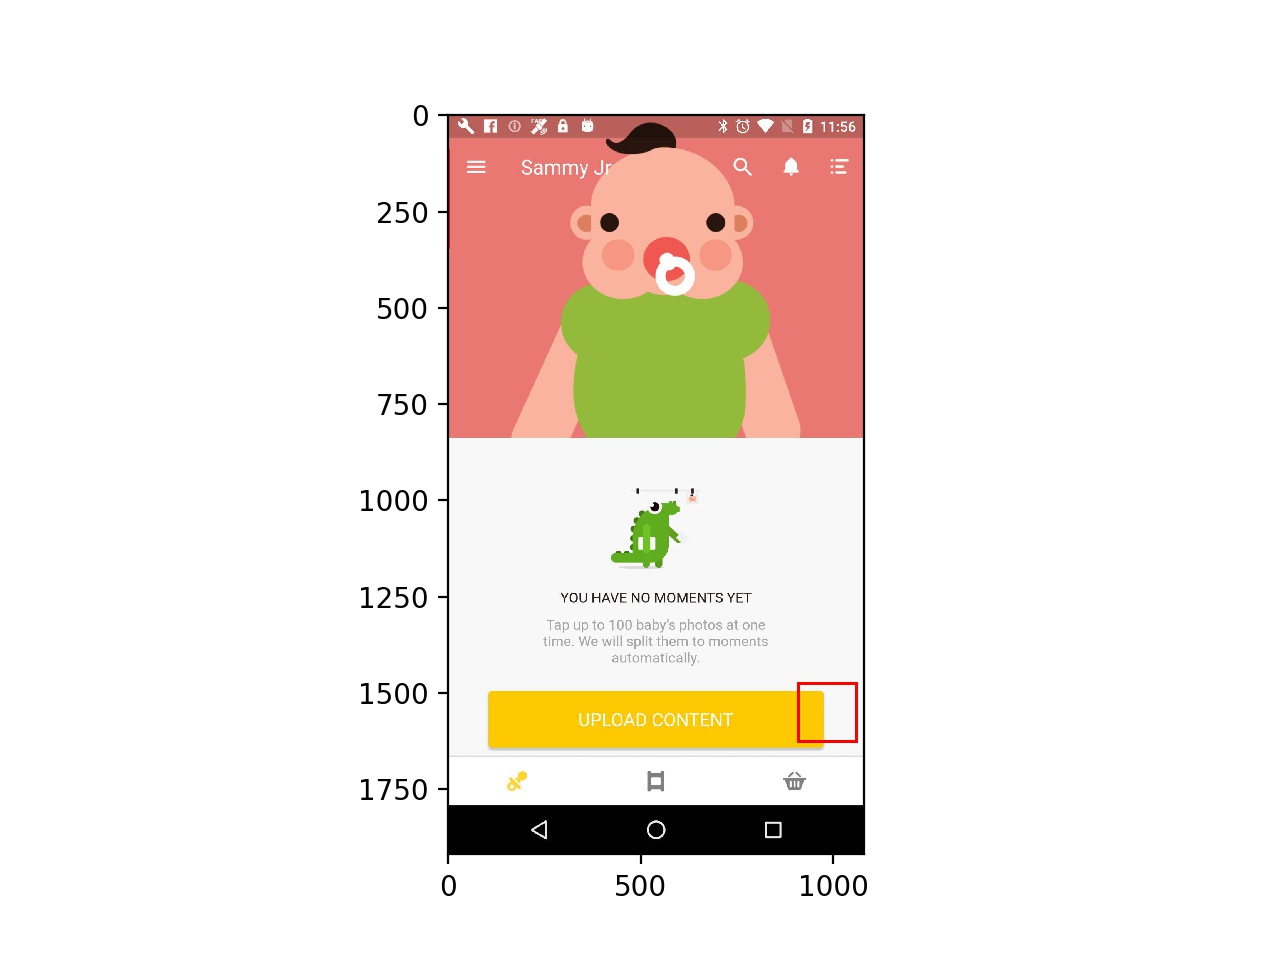 0
250
500
750
1000
1250
1500
1750
11:56
Sammy Jr
YOU HAVE NO MOMENTS YET
Tap up to 100 baby's photos at one
time. We will split them to moments
automatically.
UPLOAD CONTENT
0
500
1000